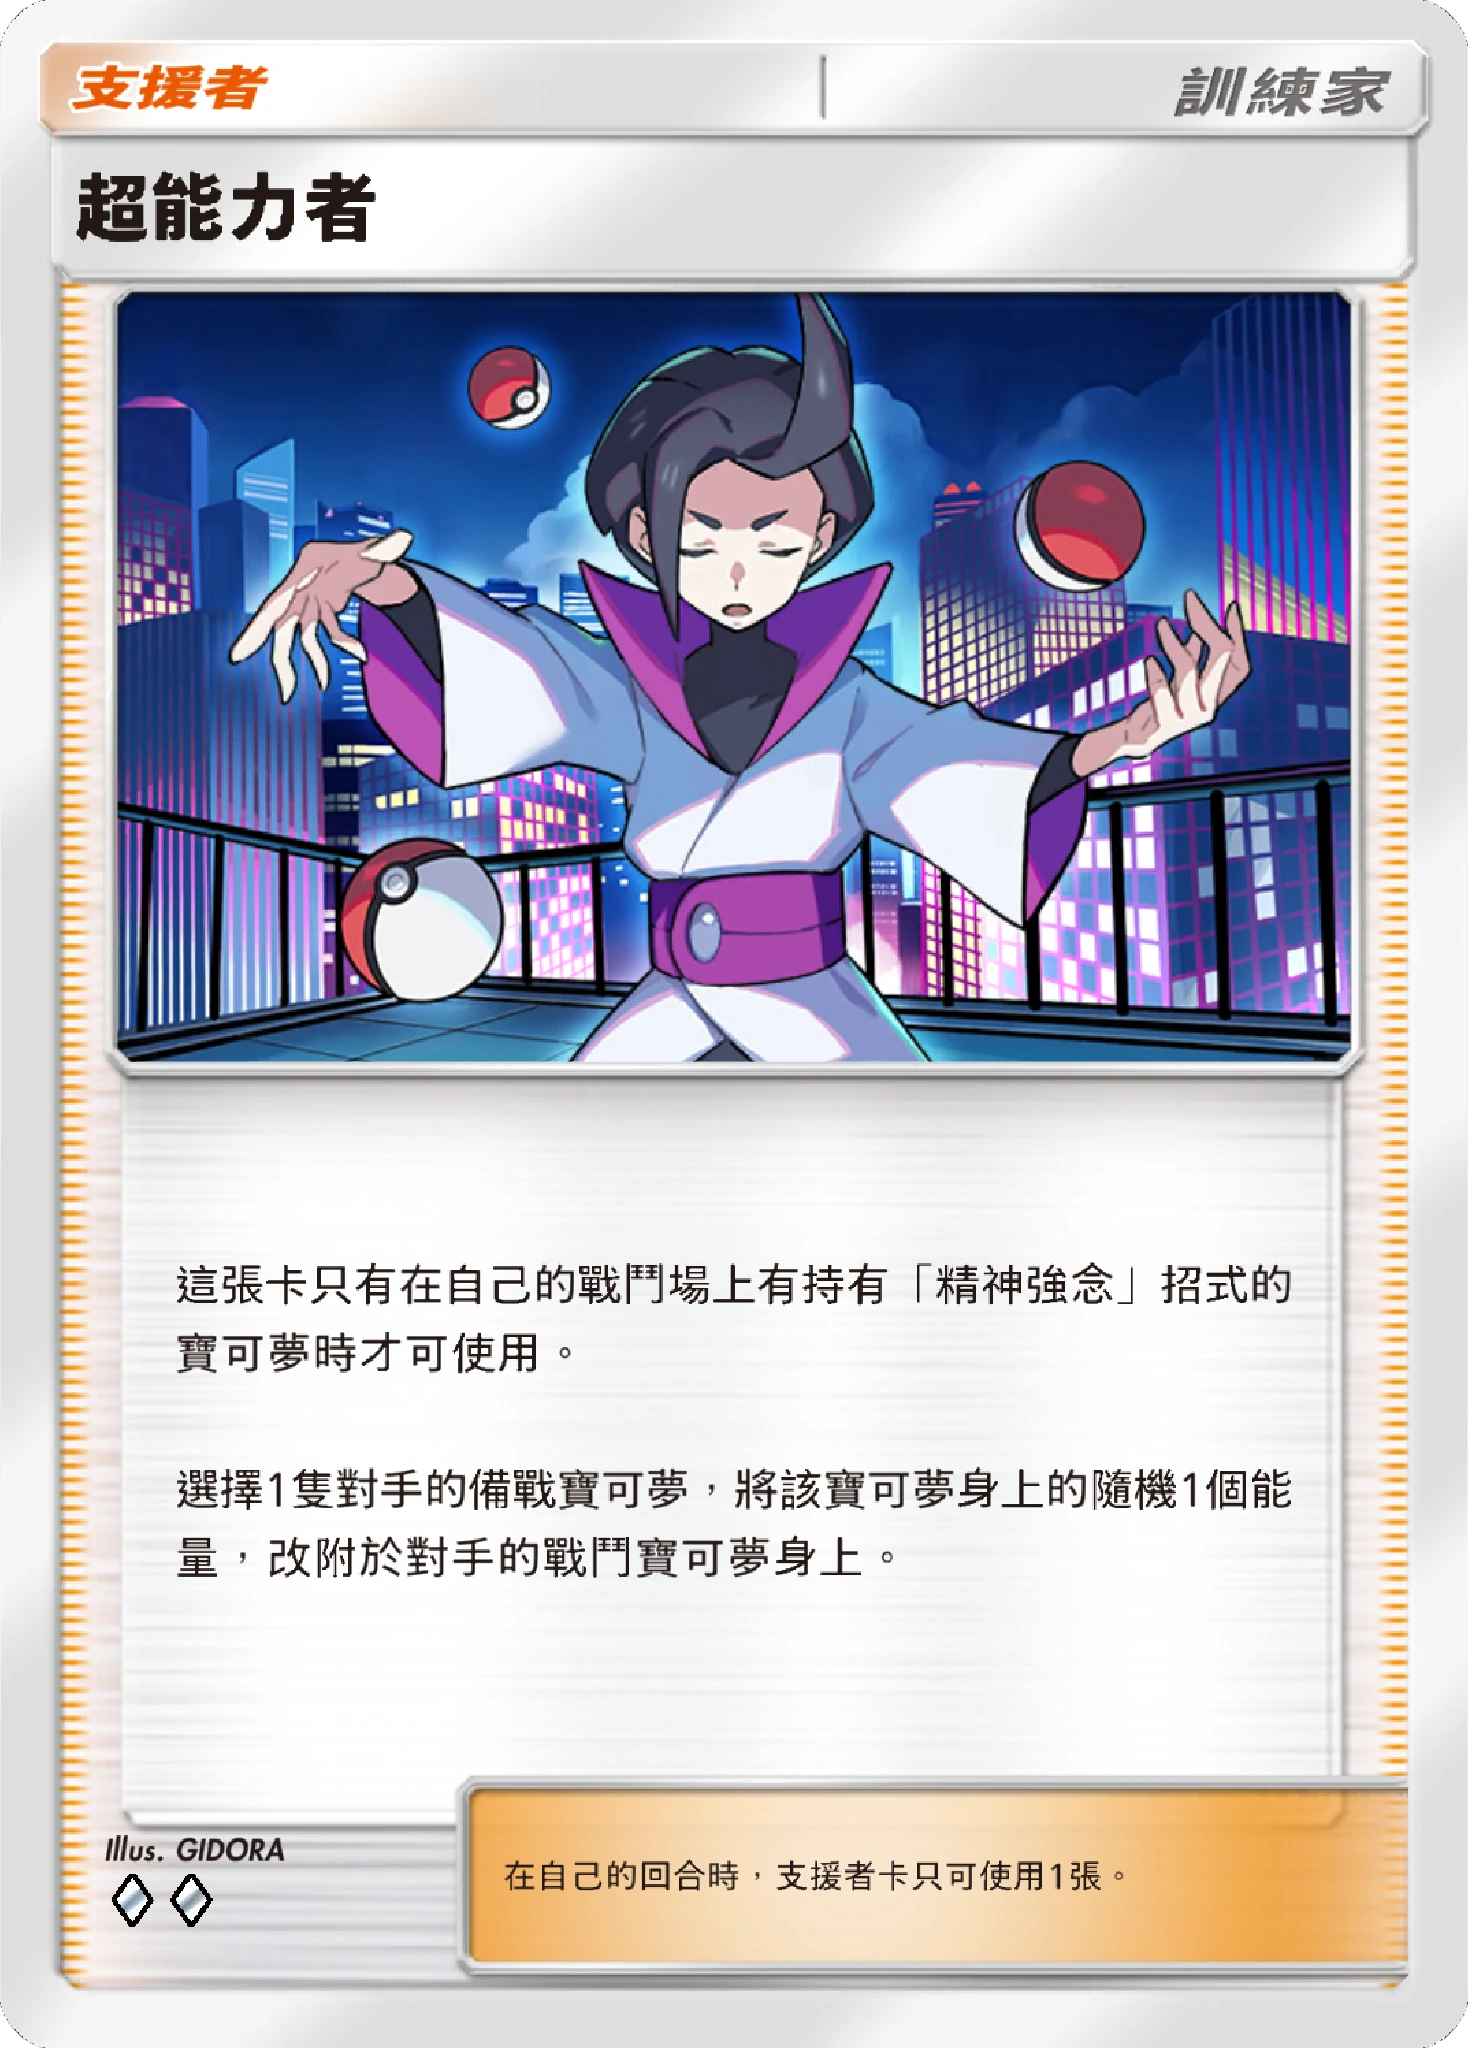 支援者
訓練家
超能力者
這張卡只有在自己的戰鬥場上有持有「精神強念」招式的
寶可夢時才可使用。
選擇1隻對手的備戰寶可夢，將該寶可夢身上的隨機1個能
量，改附於對手的戰鬥寶可夢身上。
Illus. GIDORA
在自己的回合時，支援者卡只可使用1張。